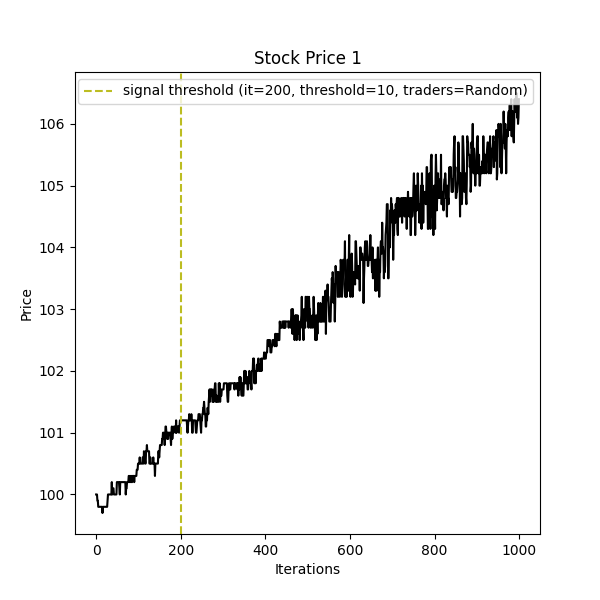 Stock Price 1
signal threshold (it=200, threshold=10, traders=Random)
106
105
104
103
102
101
100
Price
0 200 400 600 800 1000
Iterations